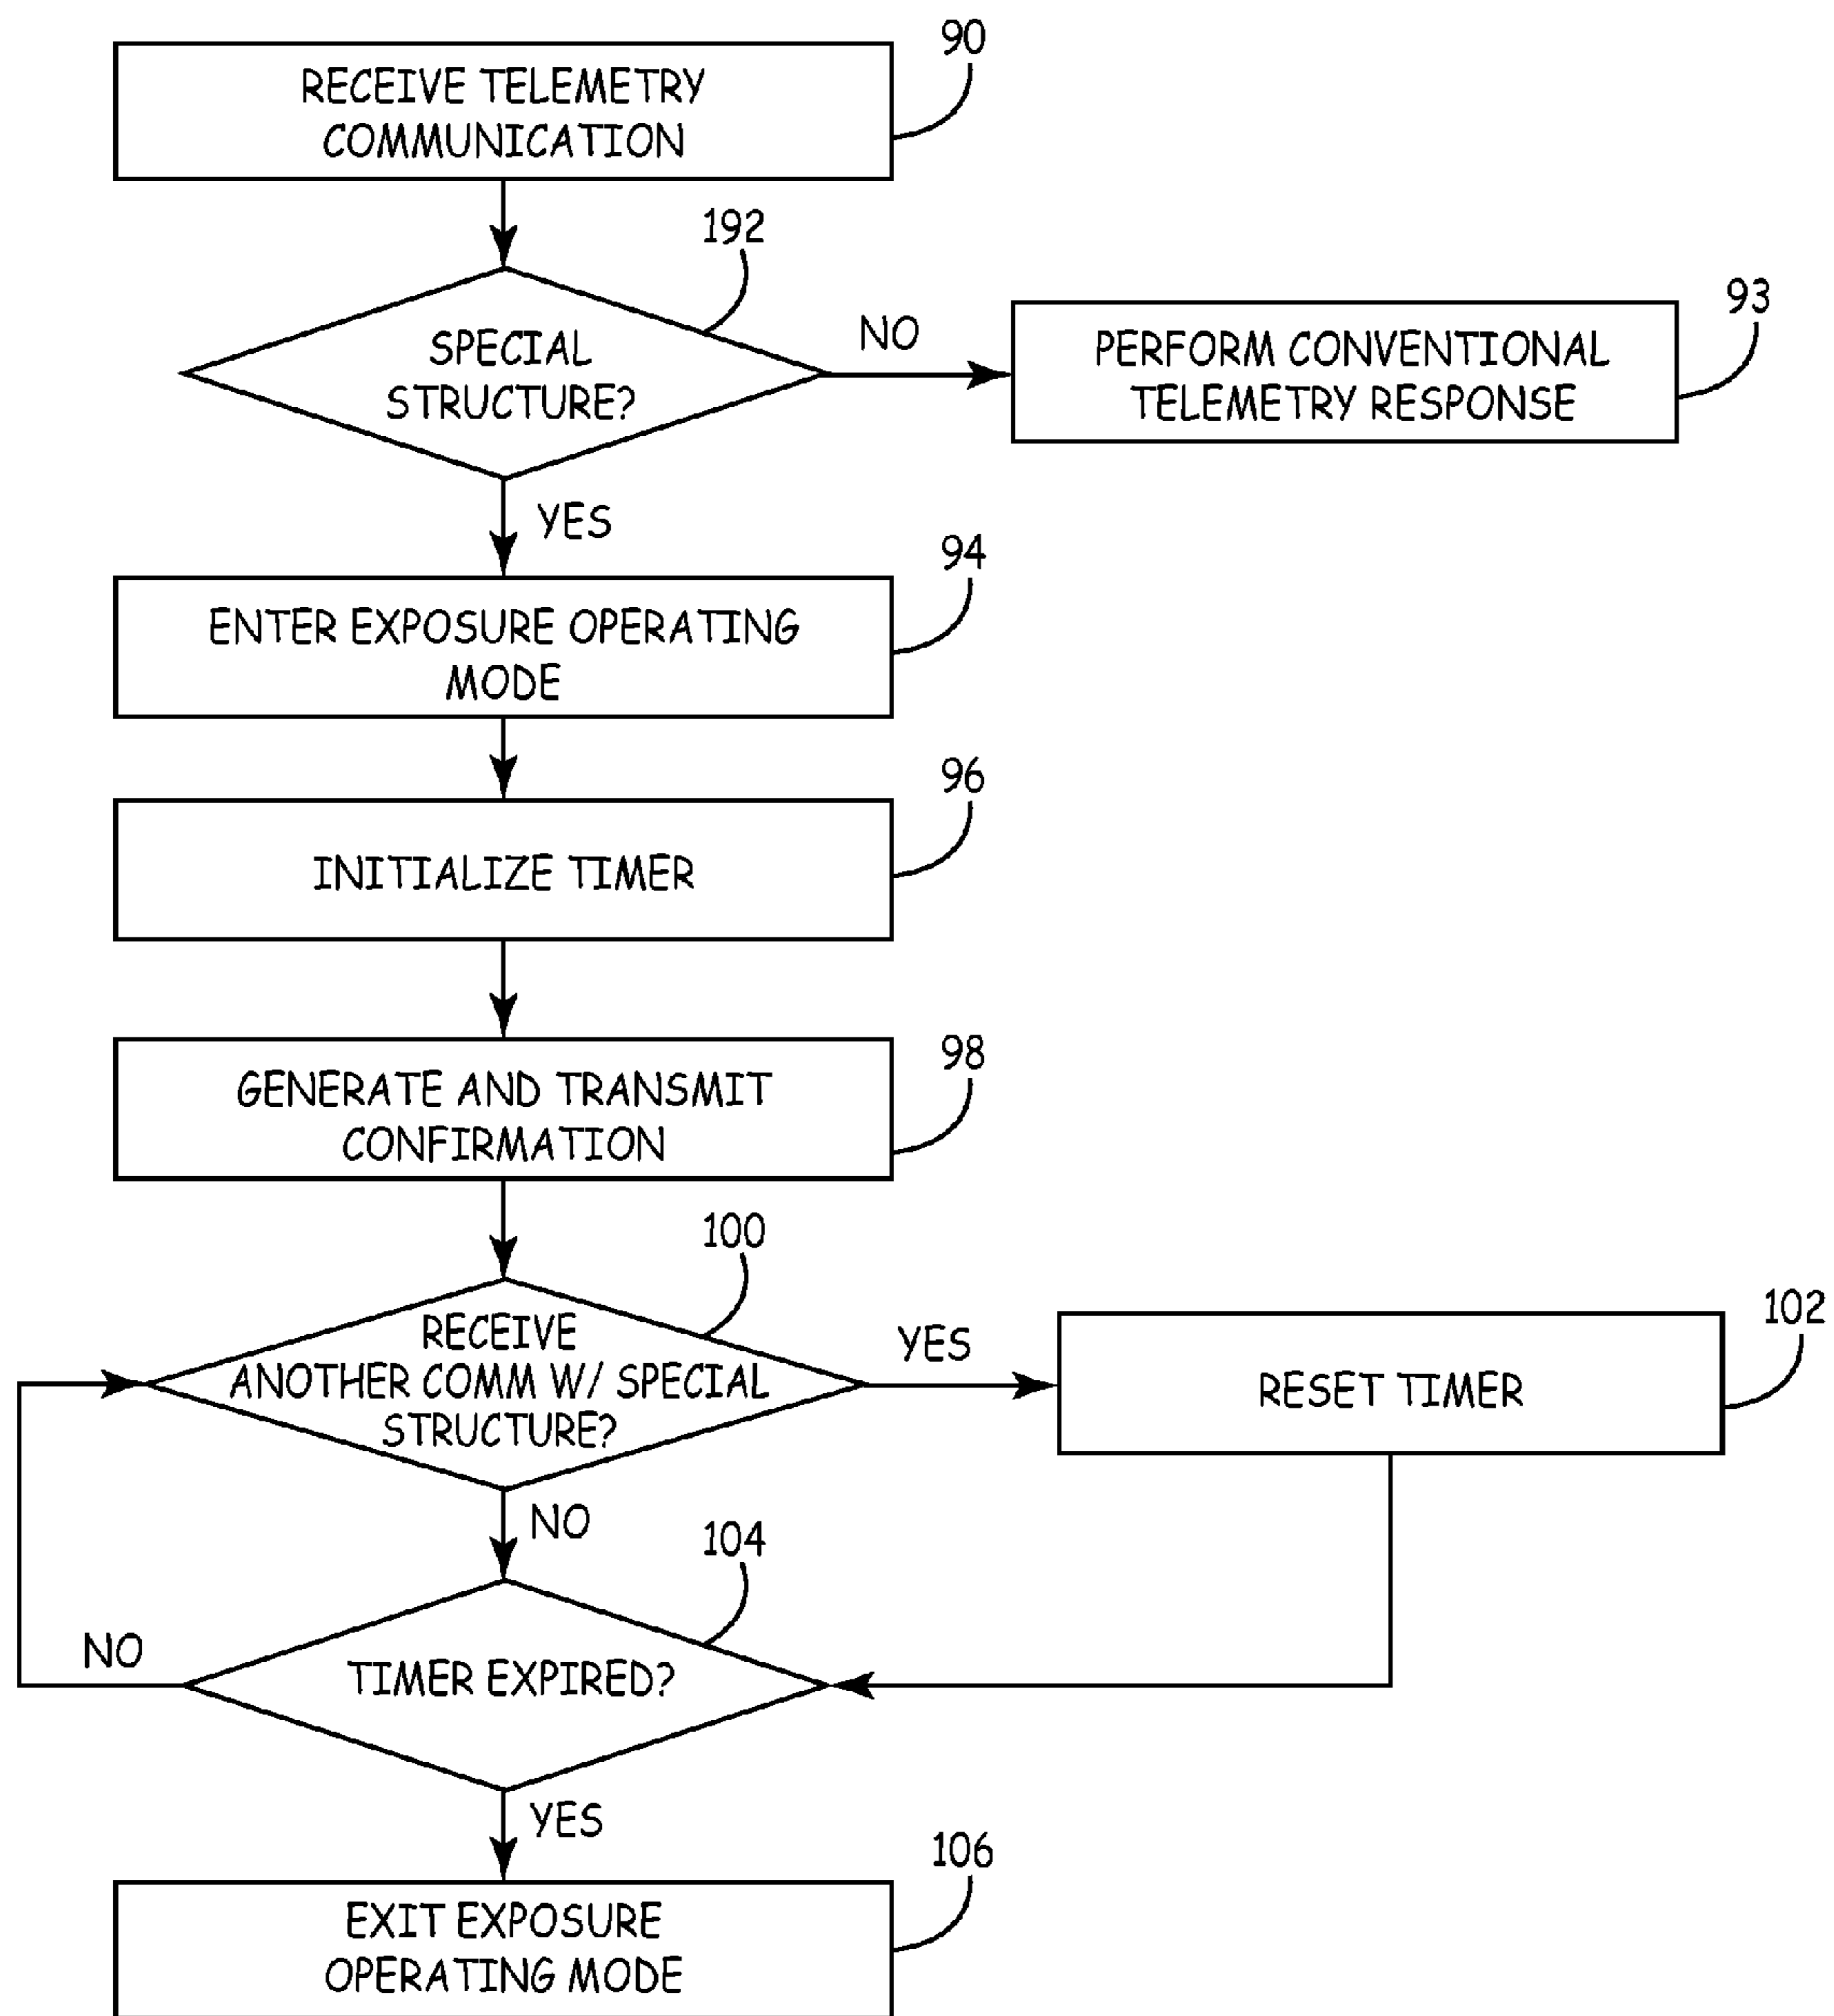 90
RECEIVE TELEMETRY
COMMUNICATION
192
SPECIAL
STRUCTURE?
NO
93
PERFORM CONVENTIONAL
TELEMETRY RESPONSE
YES
94
ENTER EXPOSURE OPERATING
MODE
96
INITIALIZE TIMER
98
GENERATE AND TRANSMIT
CONFIRMATION
100
RECEIVE
ANOTHER COMM W/ SPECIAL
STRUCTURE?
YES
102
RESET TIMER
NO
104
TIMER EXPIRED?
NO
YES
106
EXIT EXPOSURE
OPERATING MODE